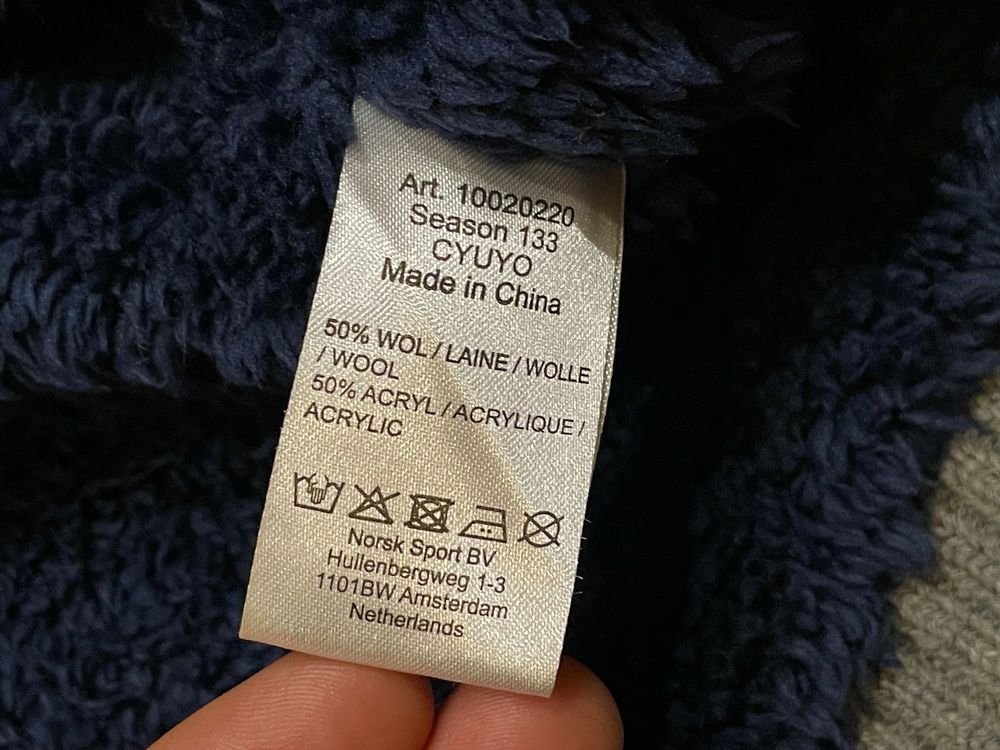 Art. 10020220
Season 133
CYUYO
Made in China
50% WOL / LAINE / WOLLE
/ WOOL
50% ACRYL / ACRYLIQUE /
ACRYLIC
Norsk Sport BV
Hullenbergweg 1-3
1101BW Amsterdam
Netherlands